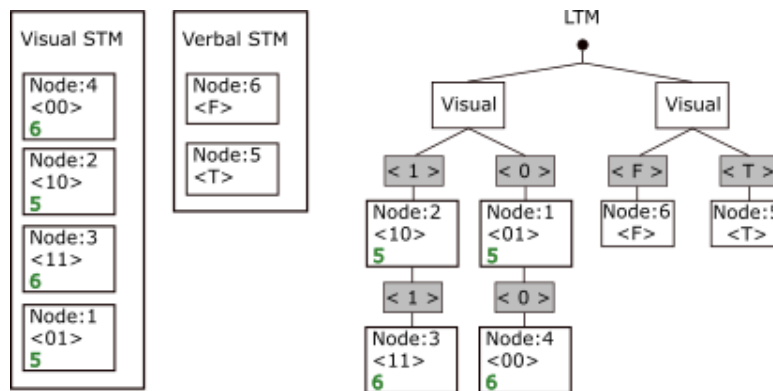 Visual STM
Node:4
<00>
6
Node:2
<10>
5
Node:3
<11>
6
Node:1
<01>
5
Verbal STM
Node:6
<F>
Node:5
<T>
LTM
Visual
Visual
< 1 >
< 0 >
< F >
< T >
Node:2
<10>
5
Node:1
<01>
5
Node:6
<F>
Node:5
<T>
< 1 >
< 0 >
Node:3
<11>
6
Node:4
<00>
6